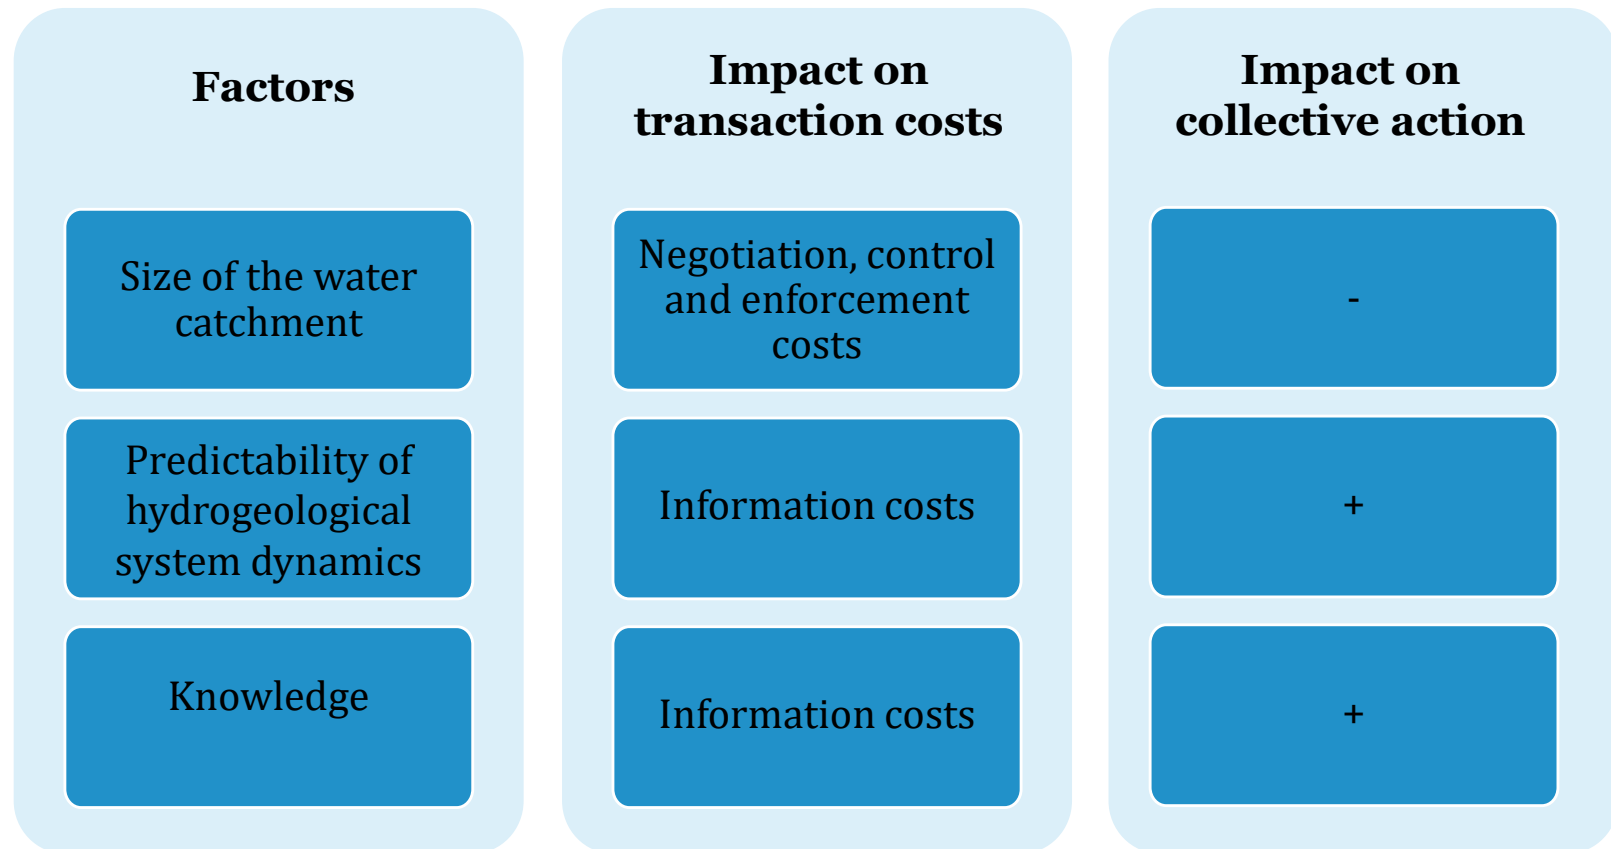 Factors
Size of the water
catchment
Predictability of
hydrogeological
system dynamics
Knowledge
Impact on
transaction costs
Negotiation, control
and enforcement
costs
Information costs
Information costs
Impact on
collective action
-
+
+